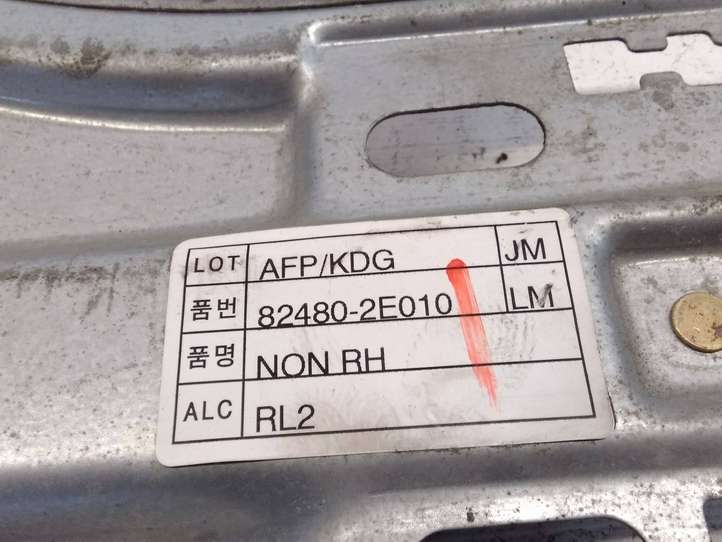 LOT AFP/KDG JM
품번 82480-2E010 LM
품명 NON RH
ALC RL2